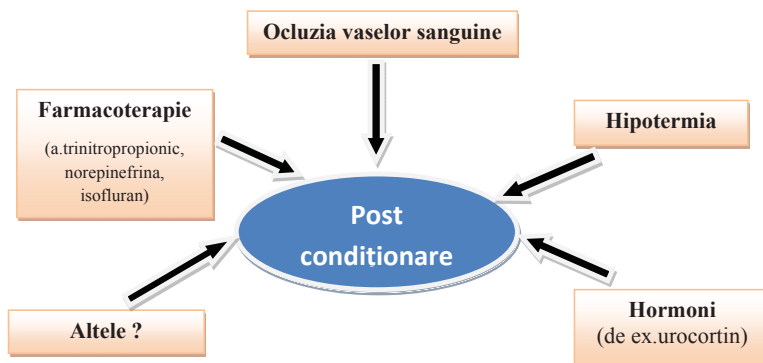 Ocluzia vaselor sanguine
Farmacoterapie
(a.trinitropropionic,
norepinefrina,
isofluran)
Hipotermia
Post
condiționare
Altele ?
Hormoni
(de ex.urocortin)